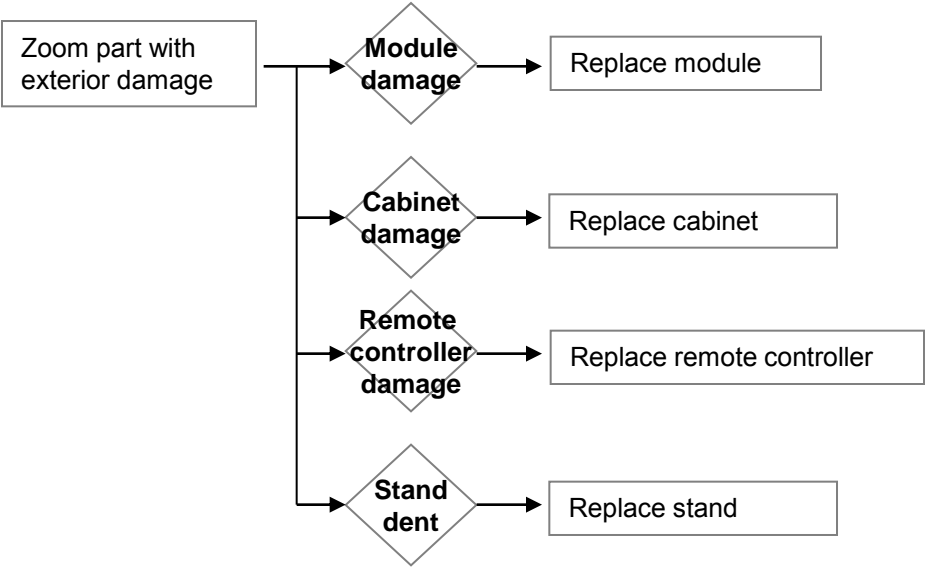 Zoom part with
exterior damage
Module
damage
Replace module
Cabinet
damage
Replace cabinet
Remote
controller
damage
Replace remote controller
Stand
dent
Replace stand